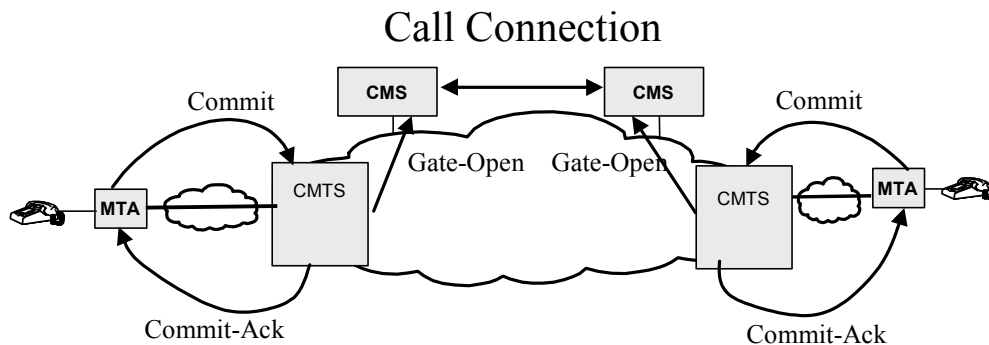 Call Connection
CMS
CMS
Commit
Commit
Gate-Open
Gate-Open
CMTS
CMTS
MTA
MTA
Commit-Ack
Commit-Ack